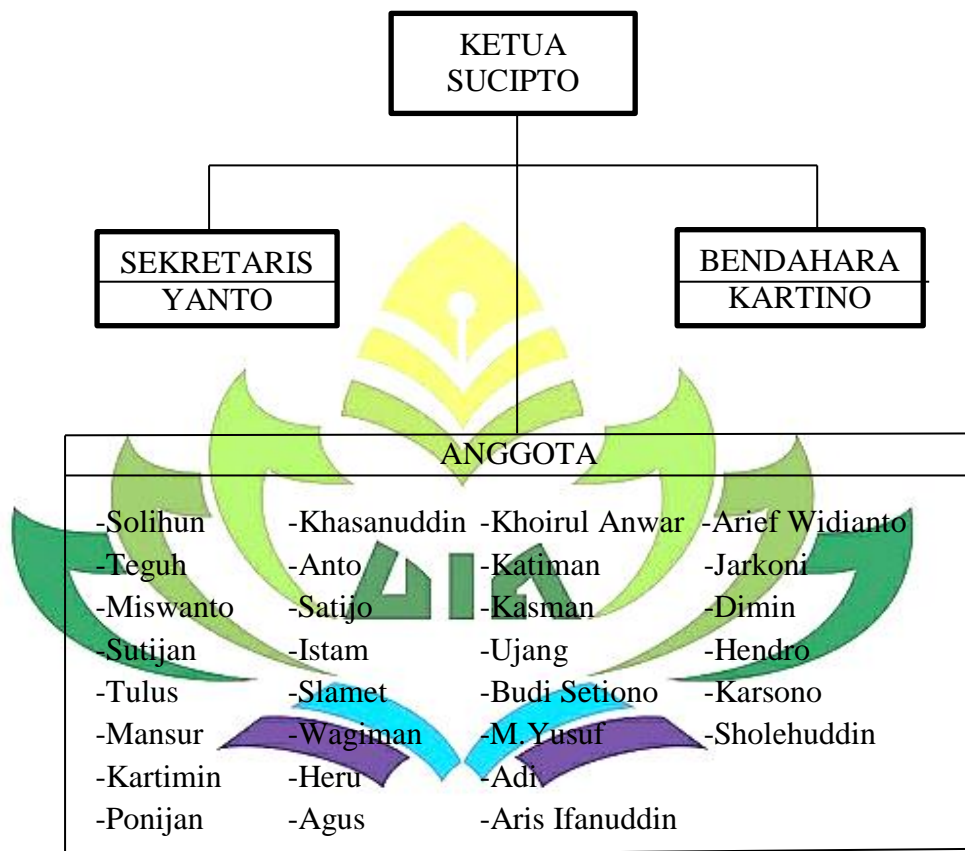 KETUA
SUCIPTO
SEKRETARIS
YANTO
BENDAHARA
KARTINO
ANGGOTA
-Solihun -Khasanuddin -Khoirul Anwar -Arief Widianto
-Teguh -Anto -Katiman -Jarkoni
-Miswanto -Satijo -Kasman -Dimin
-Sutijan -Istam -Ujang -Hendro
-Tulus -Slamet -Budi Setiono -Karsono
-Mansur -Wagiman -M.Yusuf -Sholehuddin
-Kartimin -Heru -Adi
-Ponijan -Agus -Aris Ifanuddin